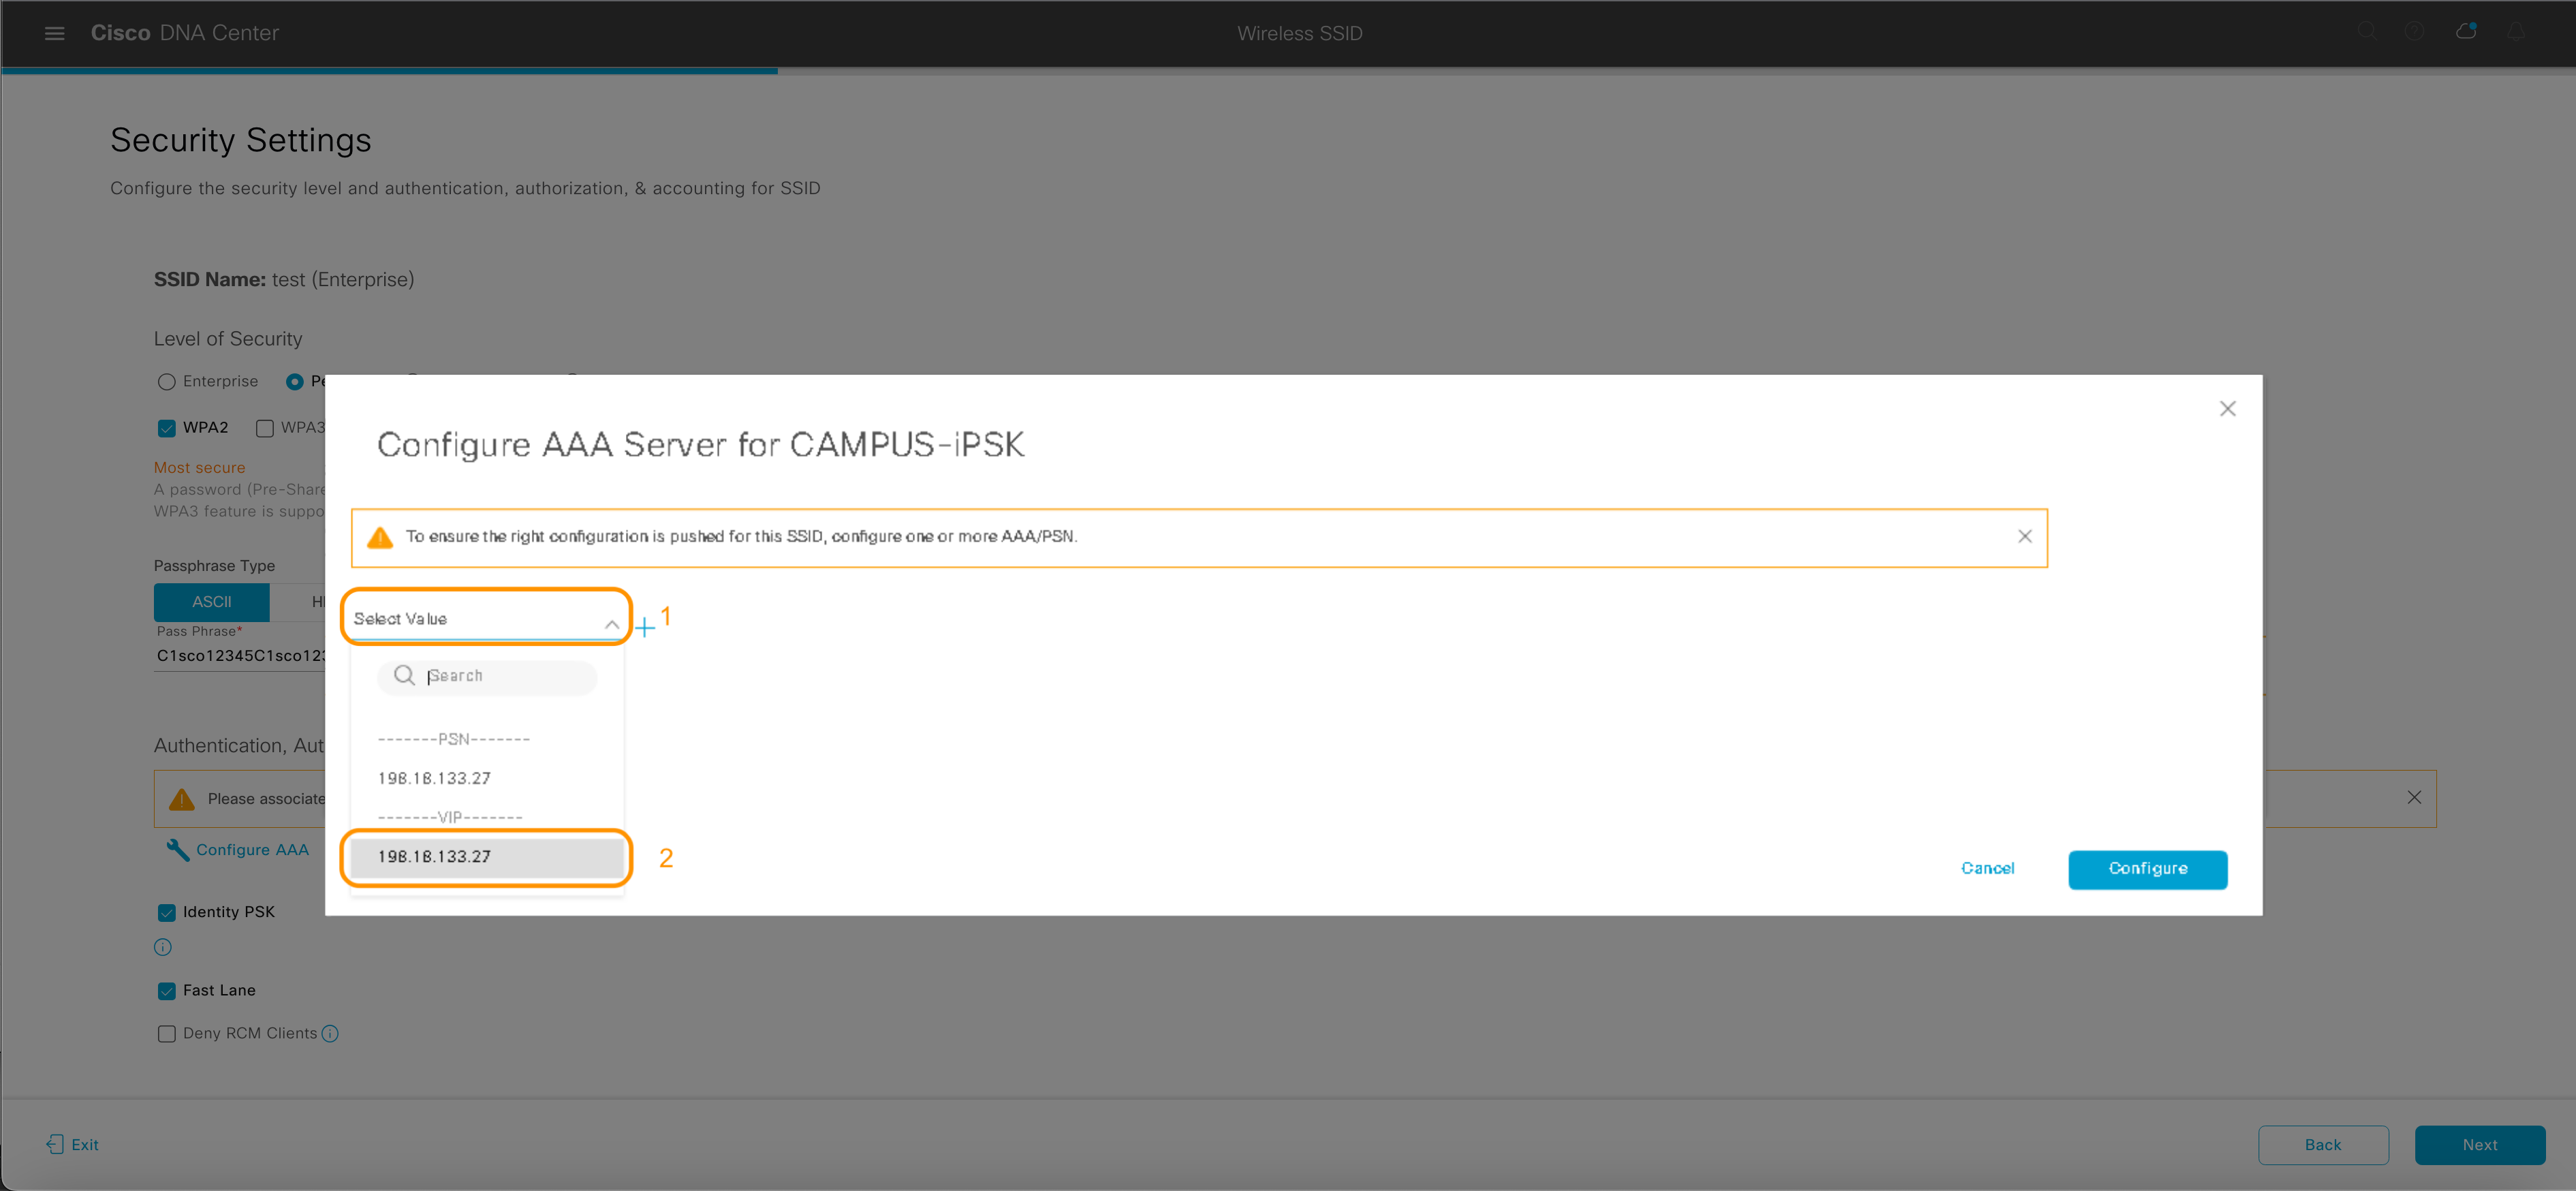 Cisco DNA Center
Wireless SSID
Security Settings
Configure the security level and authentication, authorization, & accounting for SSID
SSID Name: test (Enterprise)
Level of Security
Enterprise
WPA2 WPA3
Most secure
A password (Pre-Share
WPA3 feature is suppo
Passphrase Type
ASCII
Pass Phrase*
C1sco12345C1sco123
Authentication, Aut
Please associate
Configure AAA
Identity PSK
Fast Lane
Deny RCM Clients
Configure AAA Server for CAMPUS-iPSK
To ensure the right configuration is pushed for this SSID, configure one or more AAA/PSN.
Select Value
1
Search
-------PSN-------
198.18.133.27
-------VIP-------
198.18.133.27
2
Cancel Configure
Exit
Back Next